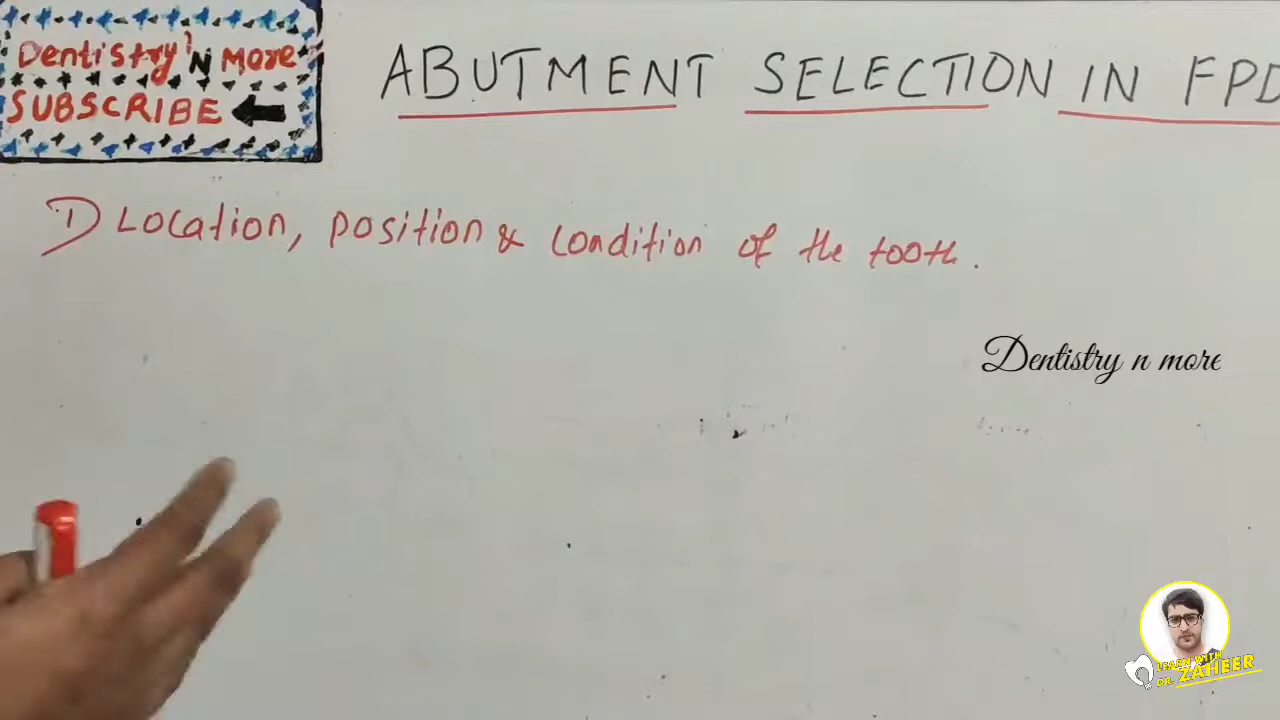 Dentistry 'N More
SUBSCRIBE
ABUTMENT SELECTION IN FPD
1) Location, position & condition of the tooth.
Dentistry n more
LEARN WITH
DR. ZAHEER